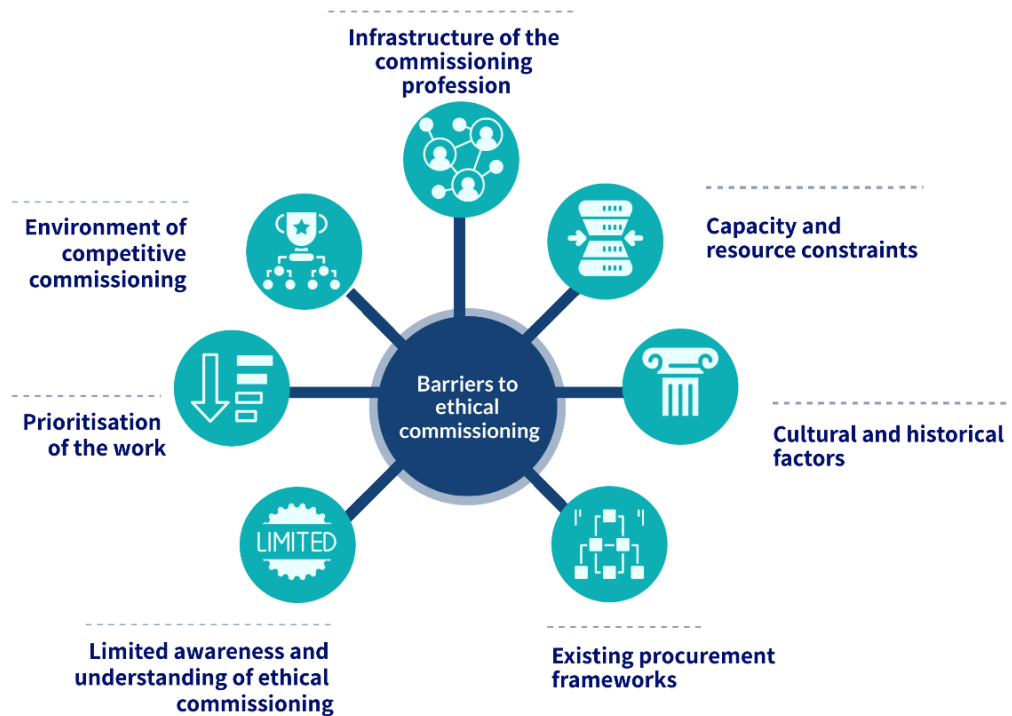 Infrastructure of the
commissioning
profession
Environment of
competitive
commissioning
Capacity and
resource constraints
Barriers to
ethical
commissioning
Prioritisation
of the work
Cultural and historical
factors
LIMITED
Limited awareness and
understanding of ethical
commissioning
Existing procurement
frameworks